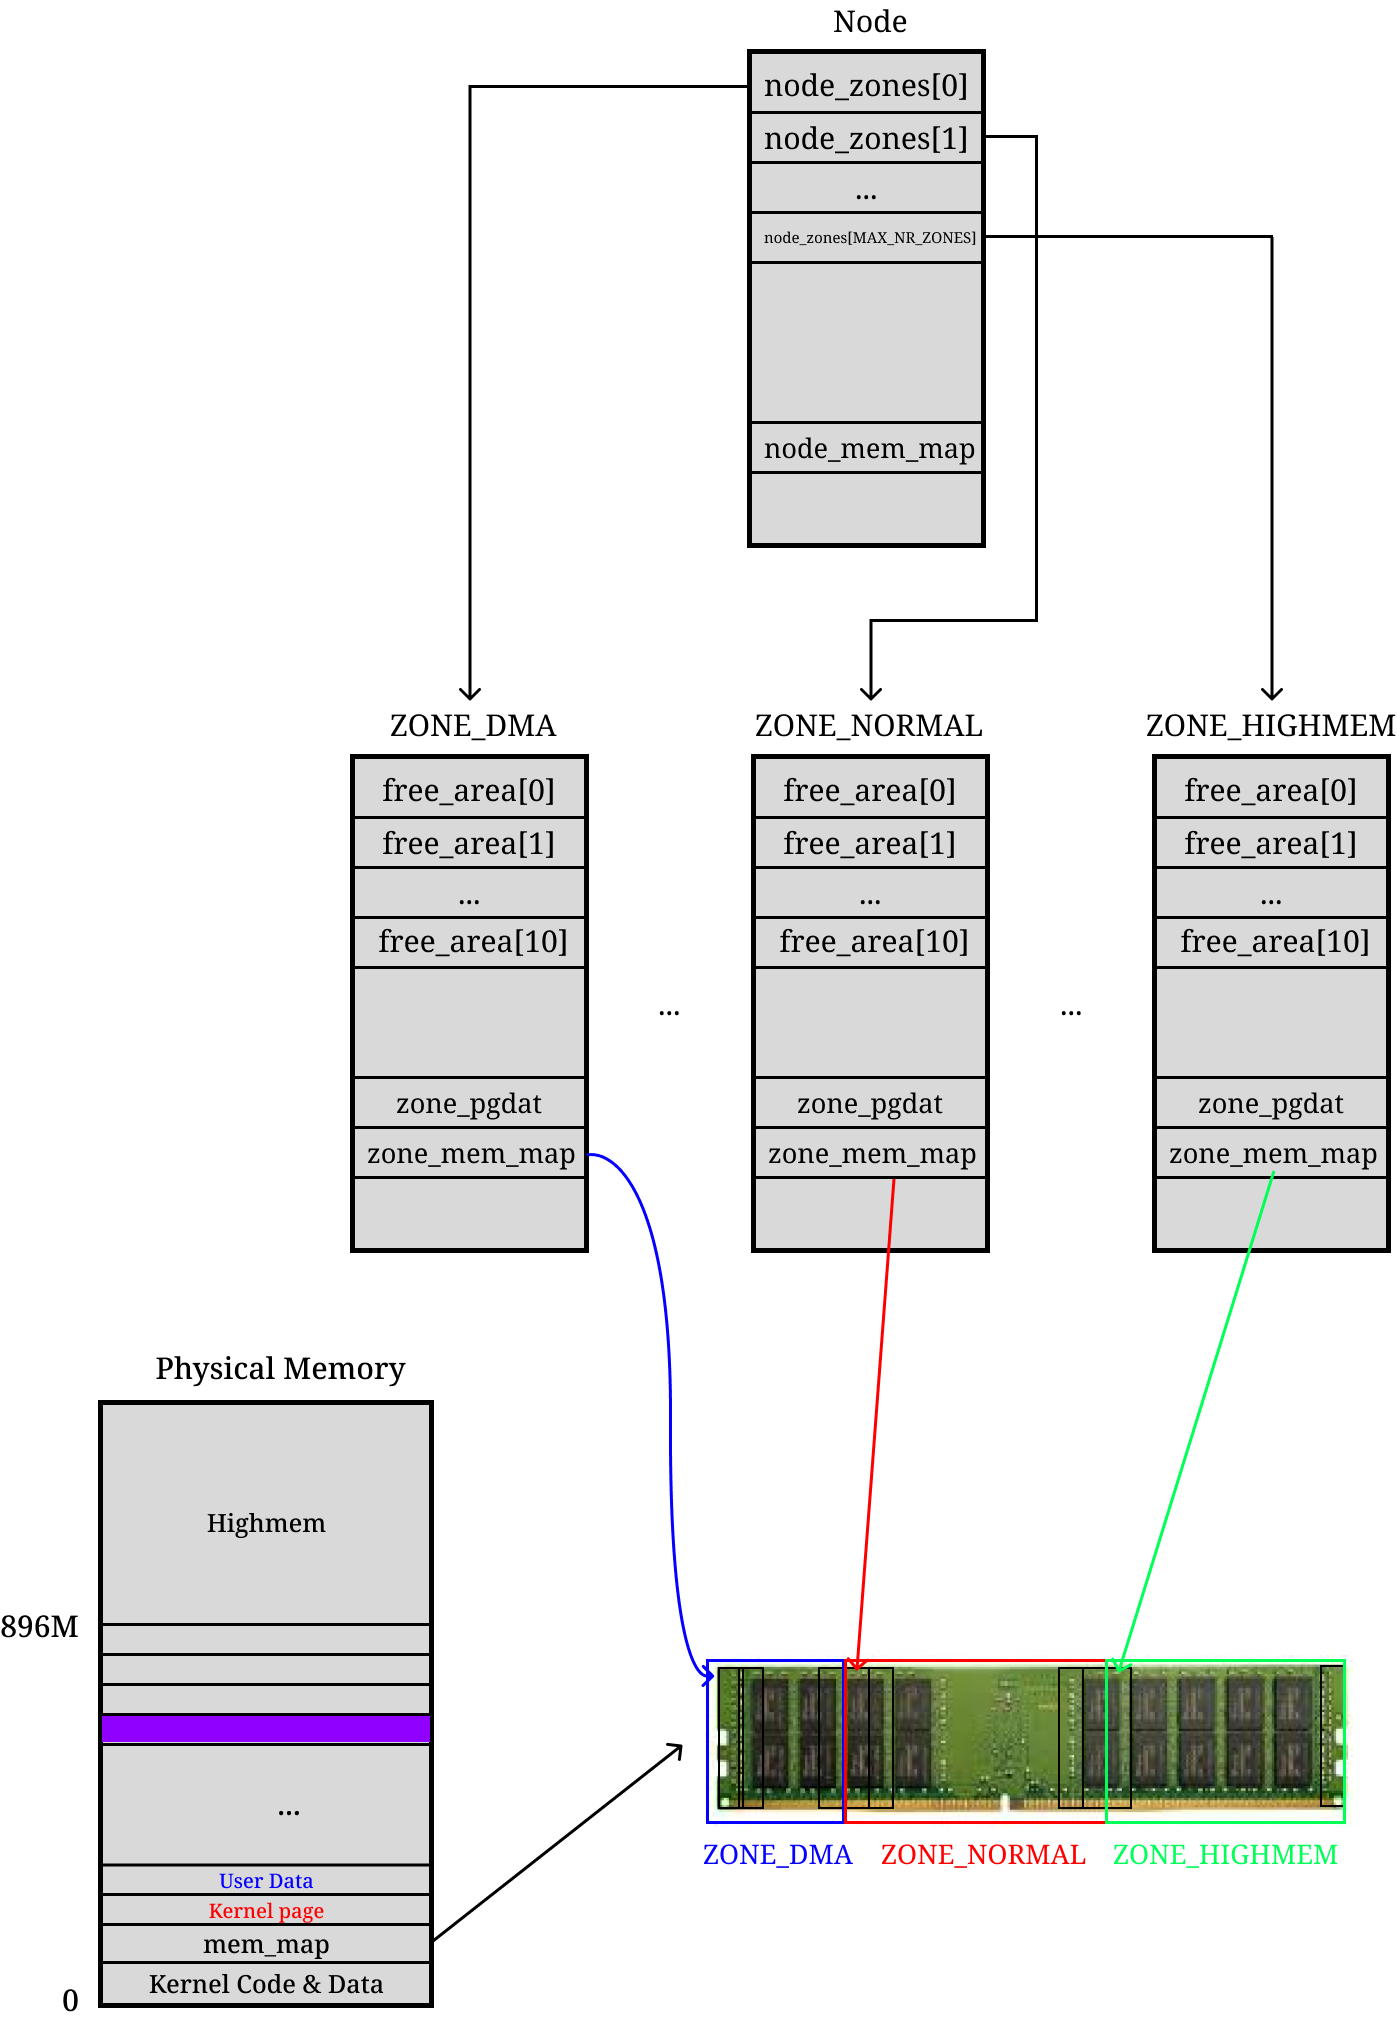 Node
node_zones[0]
node_zones[1]
...
node_zones[MAX_NR_ZONES]
node_mem_map
ZONE_DMA
free_area[0]
free_area[1]
...
free_area[10]
zone_pgdat
zone_mem_map
...
ZONE_NORMAL
free_area[0]
free_area[1]
...
free_area[10]
zone_pgdat
zone_mem_map
...
ZONE_HIGHMEM
free_area[0]
free_area[1]
...
free_area[10]
zone_pgdat
zone_mem_map
Physical Memory
Highmem
896M
...
User Data
Kernel page
mem_map
Kernel Code & Data
0
ZONE_DMA
ZONE_NORMAL
ZONE_HIGHMEM